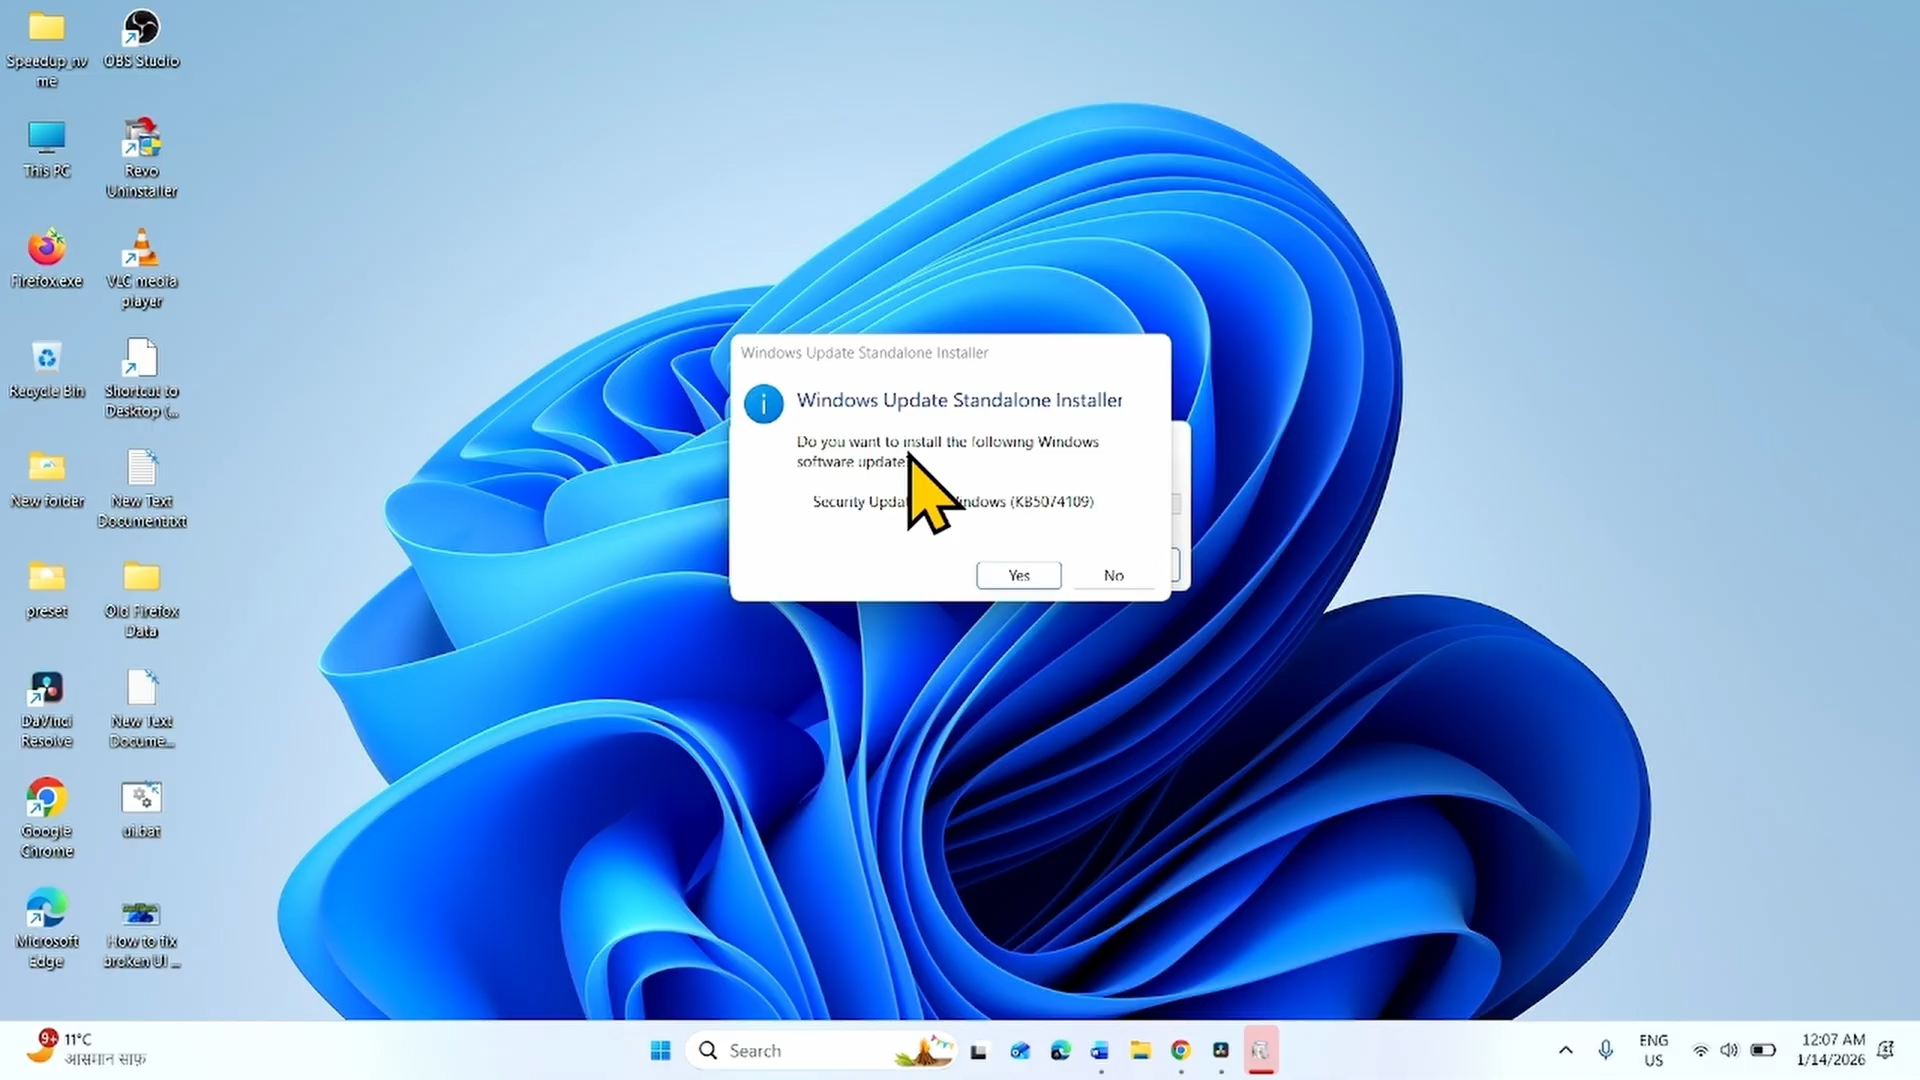 Speedup_nv
me
OBS Studio
This PC
Revo
Uninstaller
Firefox.exe
VLC media
player
Recycle Bin
Shortcut to
Desktop (...
New folder
New Text
Document.txt
preset
Old Firefox
Data
DaVinci
Resolve
New Text
Docume...
Google
Chrome
ui.bat
Microsoft
Edge
How to fix
broken UI ...
Windows Update Standalone Installer
Windows Update Standalone Installer
Do you want to install the following Windows
software update
Security (KB5074109)
Yes
No
9+
11°C
आसमान साफ़
Search
ENG
US
12:07 AM
1/14/2026